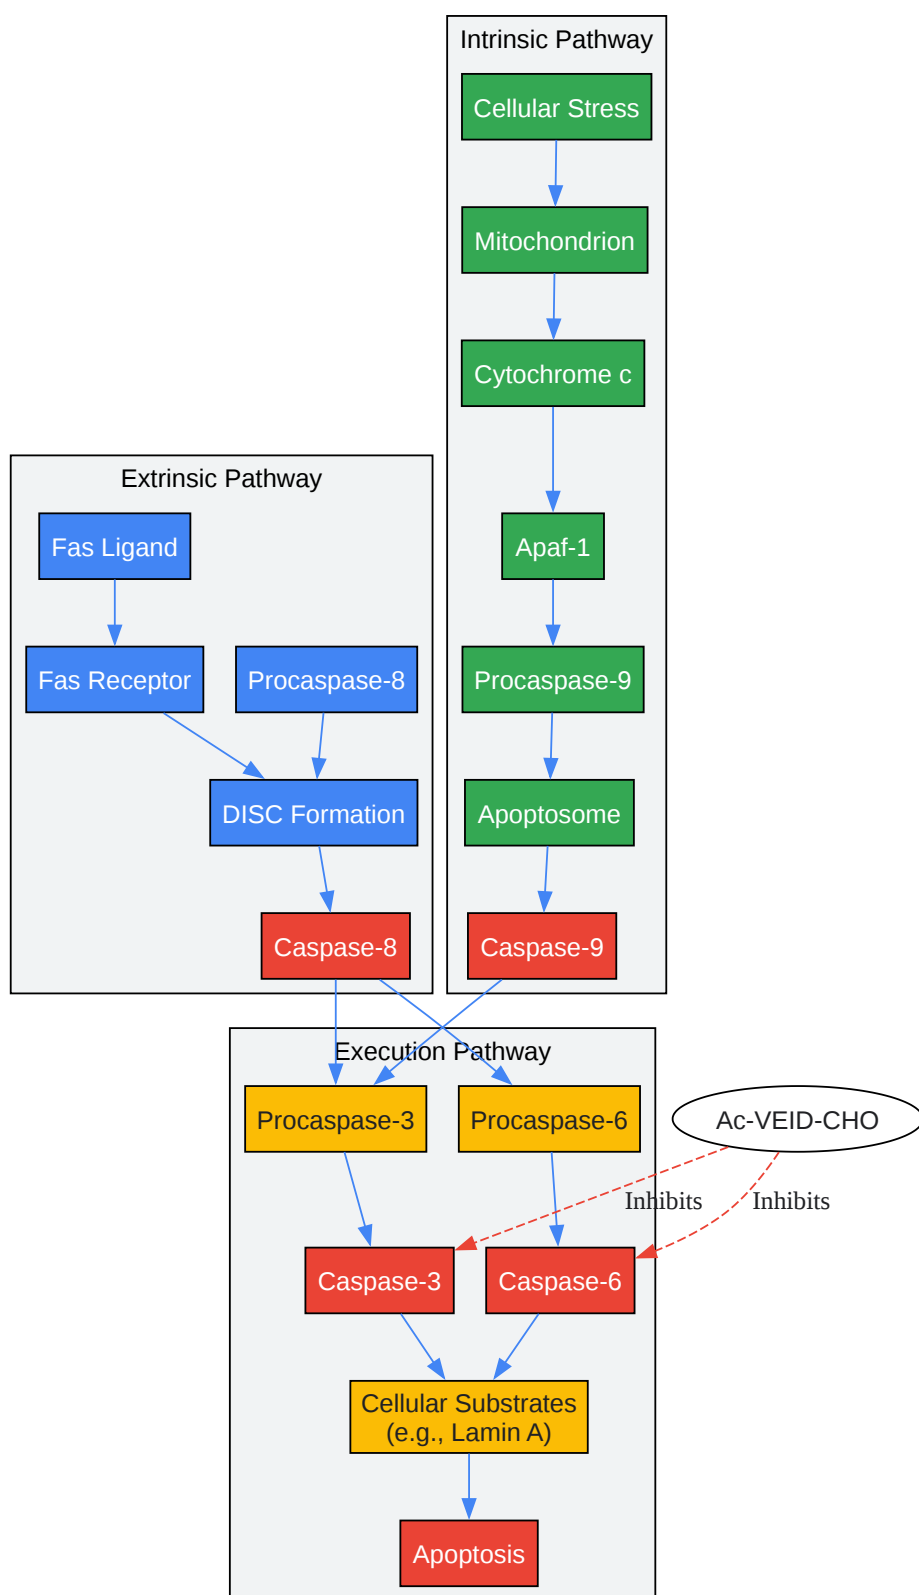 Intrinsic Pathway
Cellular Stress
Mitochondrion
Cytochrome c
Extrinsic Pathway
Fas Ligand
Apaf-1
Fas Receptor
Procaspase-8
Procaspase-9
DISC Formation
Apoptosome
Caspase-8
Caspase-9
Execution Pathway
Procaspase-3
Procaspase-6
Ac-VEID-CHO
Inhibits
Inhibits
Caspase-3
Caspase-6
Cellular Substrates
(e.g., Lamin A)
Apoptosis